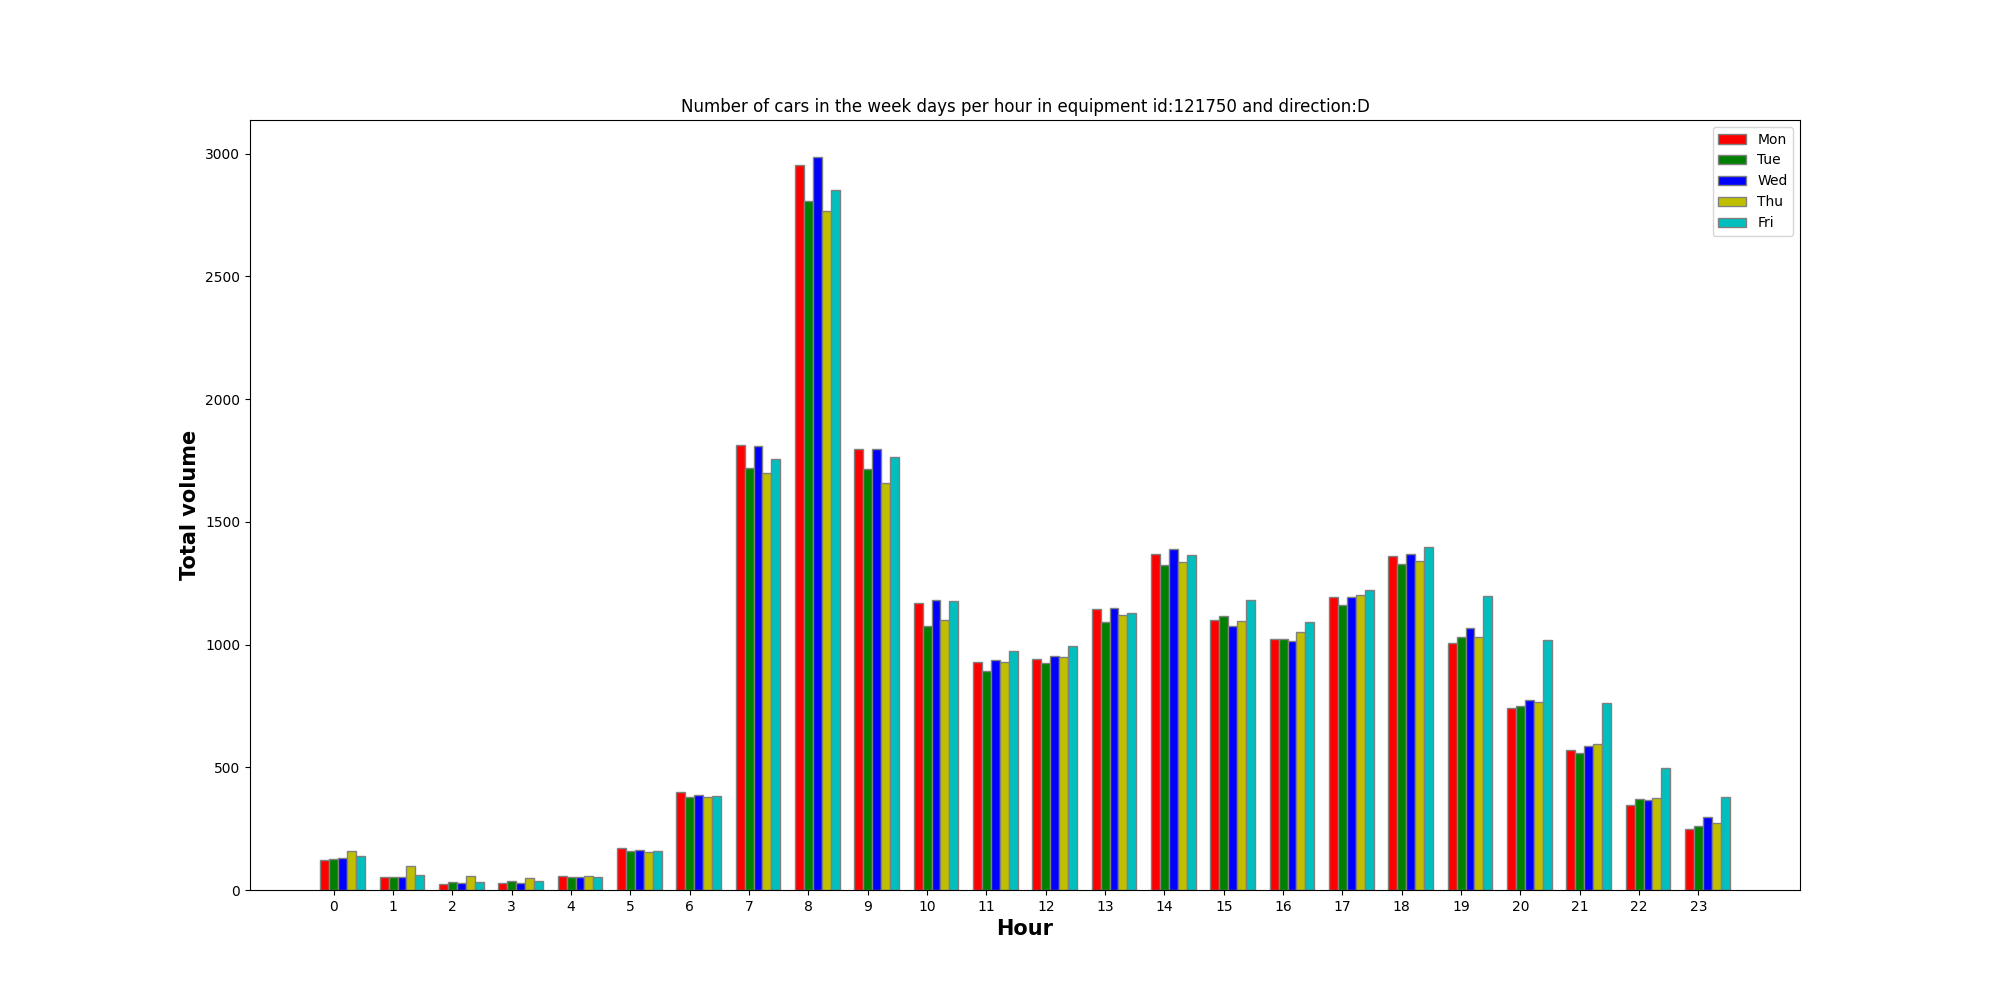 Number of cars in the week days per hour in equipment id:121750 and direction:D
Mon
Tue
Wed
Thu
Fri
3000
2500
2000
1500
1000
500
0
Total volume
0 1 2 3 4 5 6 7 8 9 10 11 12 13 14 15 16 17 18 19 20 21 22 23
Hour